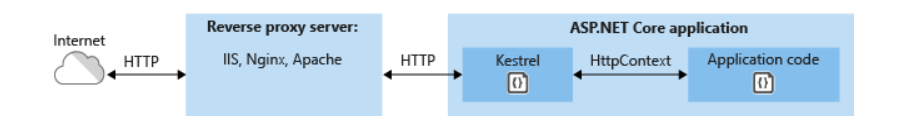 Internet
HTTP
Reverse proxy server:
IIS, Nginx, Apache
HTTP
ASP.NET Core application
Kestrel
{}
HttpContext
Application code
{}